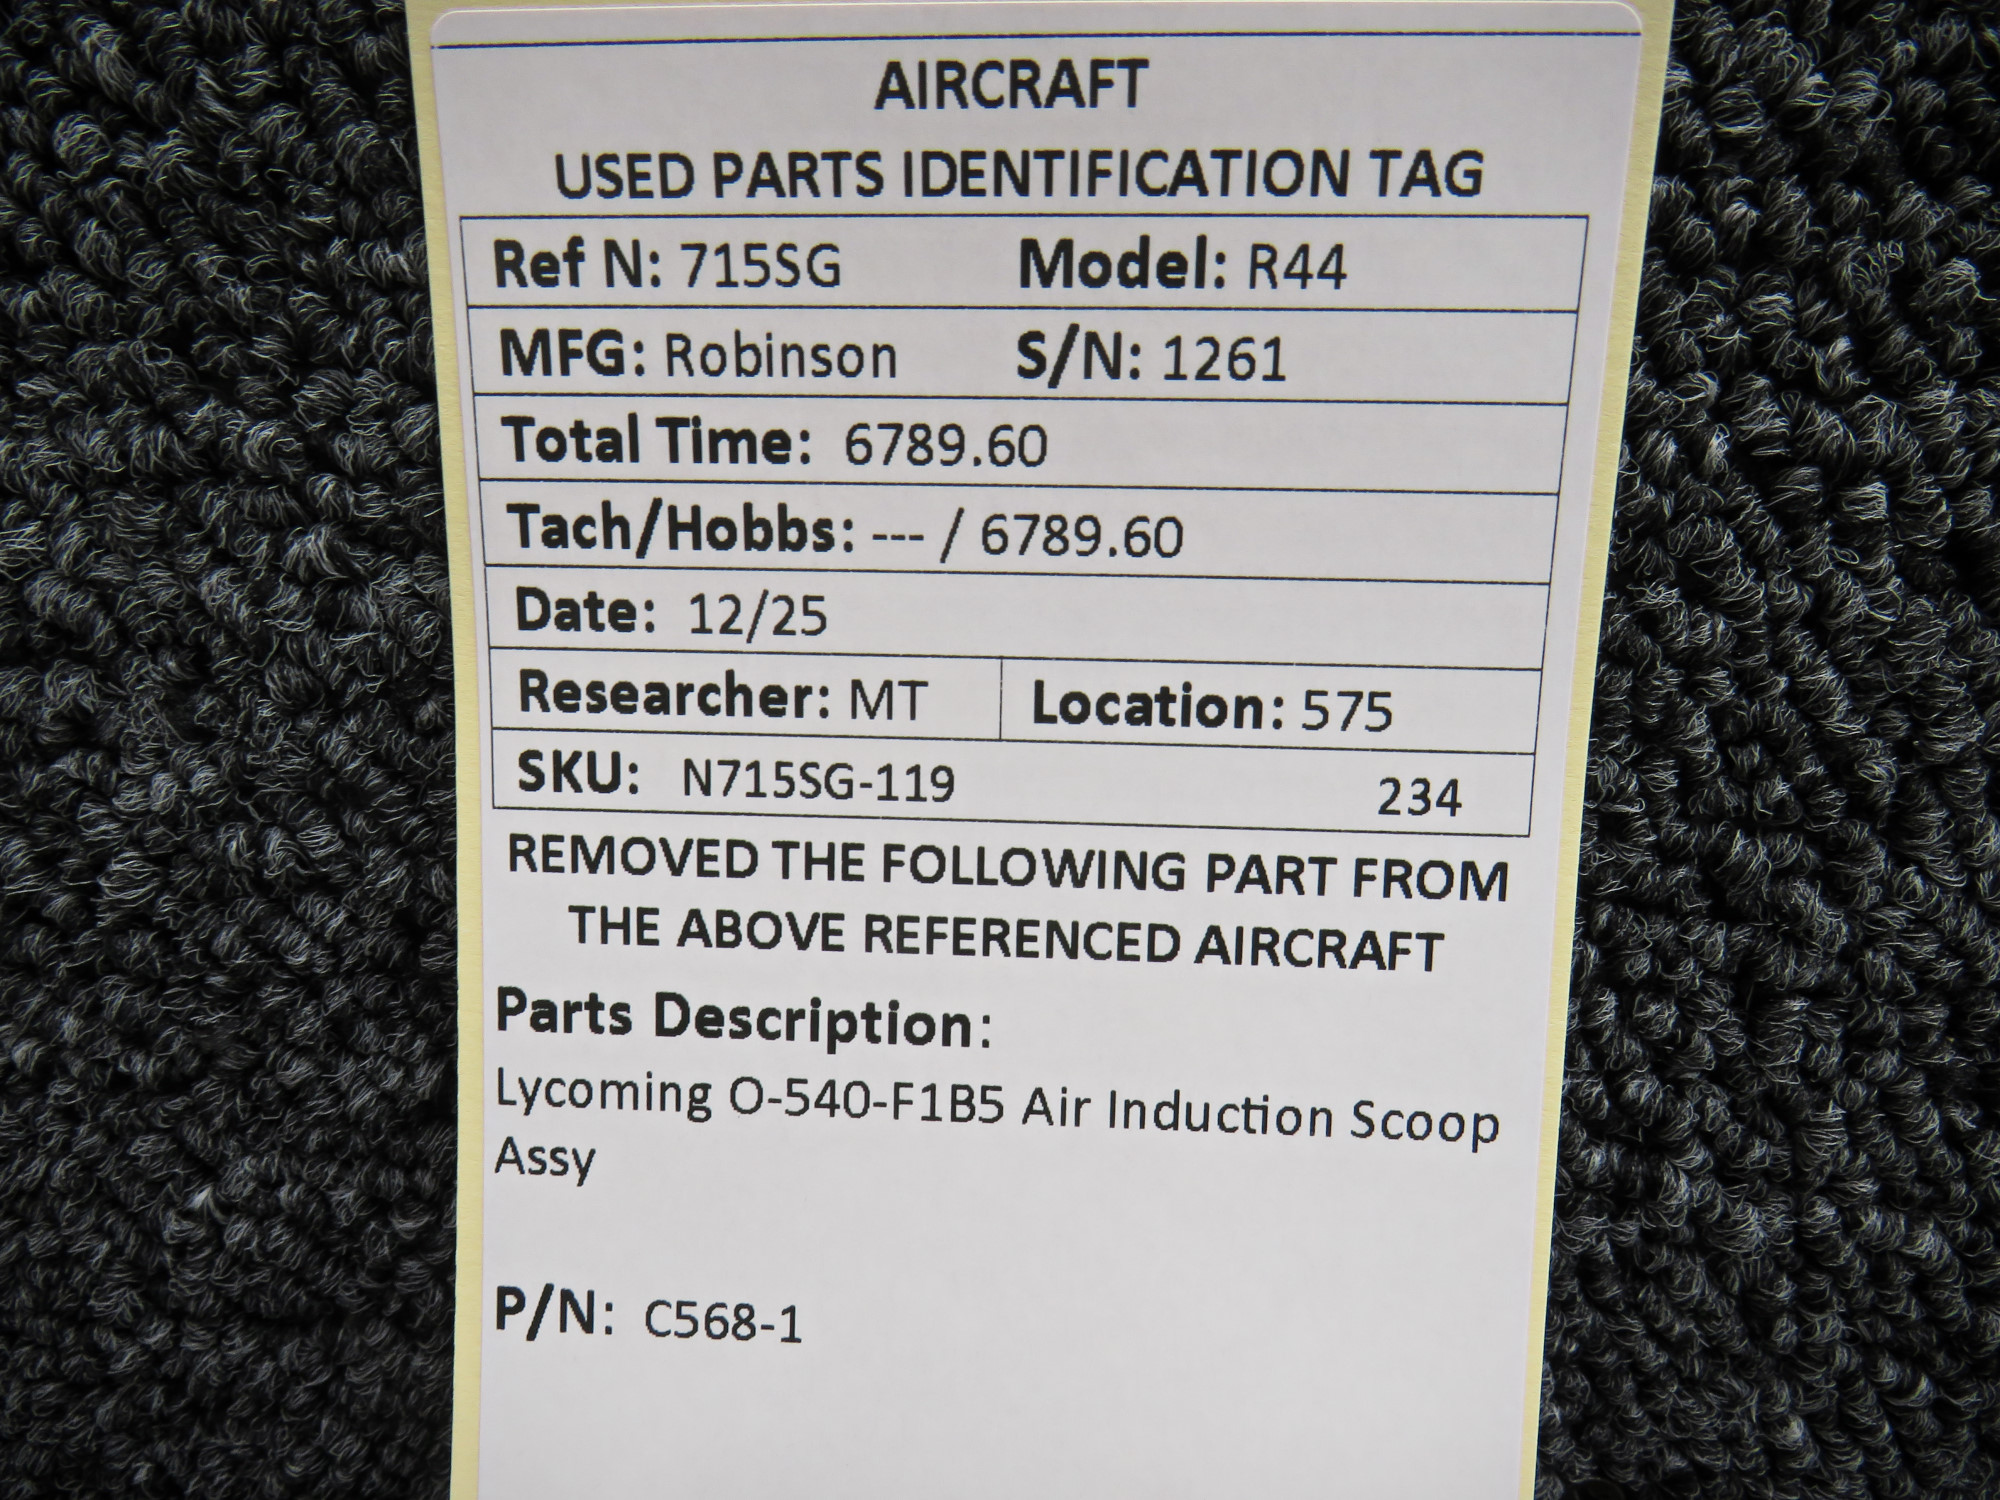 AIRCRAFT
USED PARTS IDENTIFICATION TAG
Ref N: 715SG Model: R44
MFG: Robinson S/N: 1261
Total Time: 6789.60
Tach/Hobbs: --- / 6789.60
Date: 12/25
Researcher: MT Location: 575
SKU: N715SG-119 234
REMOVED THE FOLLOWING PART FROM
THE ABOVE REFERENCED AIRCRAFT
Parts Description:
Lycoming O-540-F1B5 Air Induction Scoop
Assy
P/N: C568-1